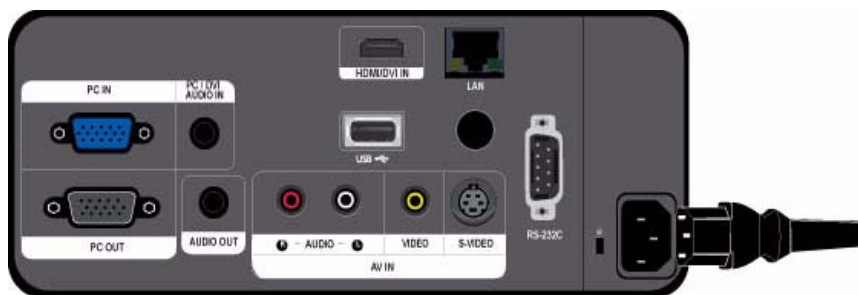 PC IN
PC / DVI
AUDIO IN
HDMI/DVI IN
LAN
USB
PC OUT
AUDIO OUT
R - AUDIO - L
VIDEO
S-VIDEO
AV IN
RS-232C